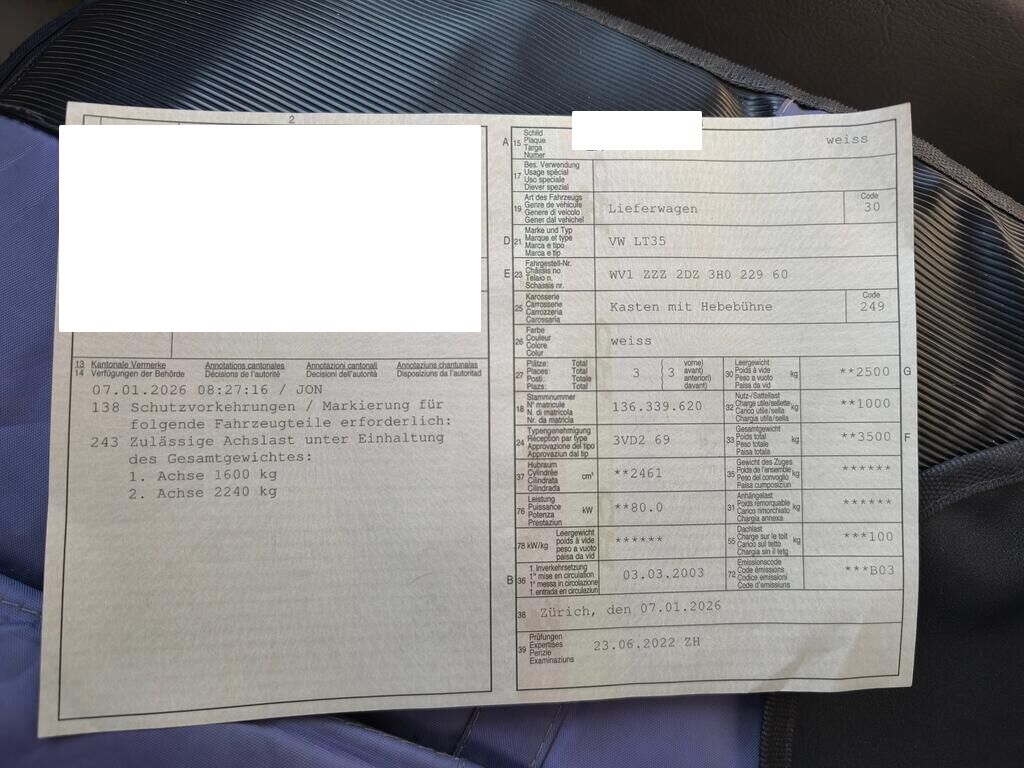 2
A 15 Schild
Plaque
Targa
Numer
weiss
17 Bes. Verwendung
Usage spécial
Uso speciale
Diever spezial
19 Art des Fahrzeugs
Genre de véhicule
Genere di veicolo
Gener dal vehichel
Lieferwagen
Code
30
D 21 Marke und Typ
Marque et type
Marca e tipo
Marca e tip
VW LT35
E 23 Fahrgestell-Nr.
Châssis no
Telaio n.
Schassis nr.
WV1 ZZZ 2DZ 3H0 229 60
25 Karosserie
Carrosserie
Carrozzeria
Carossaria
Kasten mit Hebebühne
Code
249
26 Farbe
Couleur
Colore
Colur
weiss
27 Plätze: Total
Places: Total
Posti: Totale
Plazs: Total
3 ( 3 vorne)
avant)
anteriori)
davant)
30 Leergewicht
Poids à vide
Peso a vuoto
Paisa da vid
kg
**2500 G
18 Stammnummer
N° matricule
N. di matricola
Nr. da matricla
136.339.620
32 Nutz-/Sattellast
Charge utile/sellette
Carico utile/sella
Chargia utila/sella
kg
**1000
24 Typengenehmigung
Réception par type
Approvazione del tipo
Approvaziun dal tip
3VD2 69
33 Gesamtgewicht
Poids total
Peso totale
Paisa totala
kg
**3500 F
37 Hubraum
Cylindrée
Cilindrata
Cilindrada
cm³
**2461
35 Gewicht des Zuges
Poids de l'ensemble
Peso del convoglio
Paisa cumposiziun
kg
******
76 Leistung
Puissance
Potenza
Prestaziun
kW
**80.0
31 Anhängelast
Poids remorquable
Carico rimorchiato
Chargia annexa
kg
******
78 kW/kg Leergewicht
poids à vide
peso a vuoto
paisa da vid
******
55 Dachlast
Charge sur le toit
Carico sul tetto
Chargia sin il tetg
kg
***100
B 36 1. Inverkehrsetzung
1re mise en circulation
1a messa in circolazione
1. entrada en circulaziun
03.03.2003
72 Emissionscode
Code émissions
Codice emissioni
Code d'emissiuns
***B03
38 Zürich, den 07.01.2026
39 Prüfungen
Expertises
Perizie
Examinaziuns
23.06.2022 ZH
13 Kantonale Vermerke Annotations cantonales Annotazioni cantonali Annotaziuns chantunalas
14 Verfügungen der Behörde Décisions de l'autorité Decisioni dell'autorità Disposiziuns da l'autoritad
07.01.2026 08:27:16 / JON
138 Schutzvorkehrungen / Markierung für
folgende Fahrzeugteile erforderlich:
243 Zulässige Achslast unter Einhaltung
des Gesamtgewichtes:
1. Achse 1600 kg
2. Achse 2240 kg